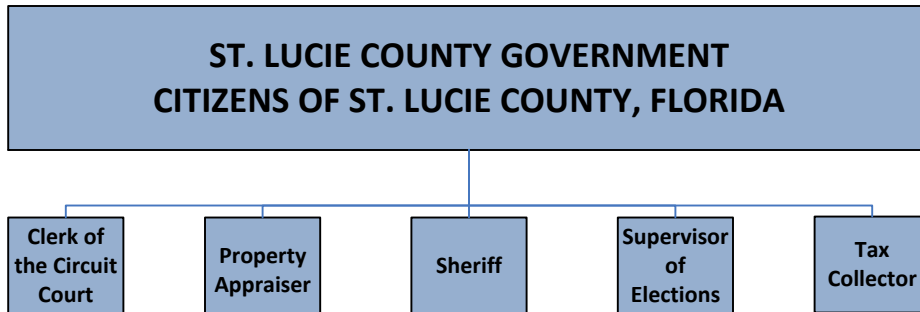 ST. LUCIE COUNTY GOVERNMENT
CITIZENS OF ST. LUCIE COUNTY, FLORIDA
Clerk of
the Circuit
Court
Property
Appraiser
Sheriff
Supervisor
of
Elections
Tax
Collector